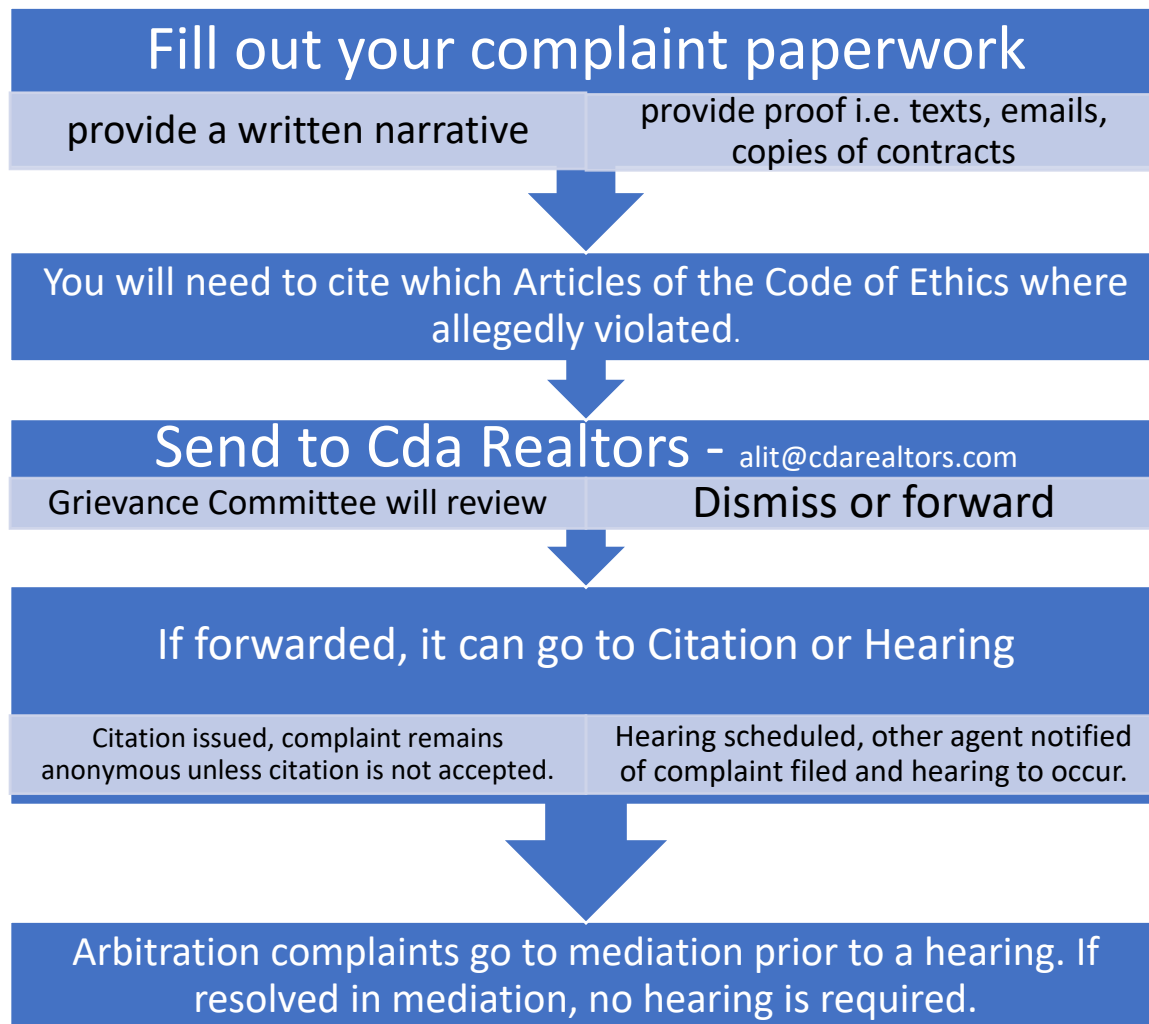 Fill out your complaint paperwork
provide a written narrative
provide proof i.e. texts, emails,
copies of contracts
You will need to cite which Articles of the Code of Ethics where
allegedly violated.
Send to Cda Realtors - alit@cdarealtors.com
Grievance Committee will review
Dismiss or forward
If forwarded, it can go to Citation or Hearing
Citation issued, complaint remains
anonymous unless citation is not accepted.
Hearing scheduled, other agent notified
of complaint filed and hearing to occur.
Arbitration complaints go to mediation prior to a hearing. If
resolved in mediation, no hearing is required.